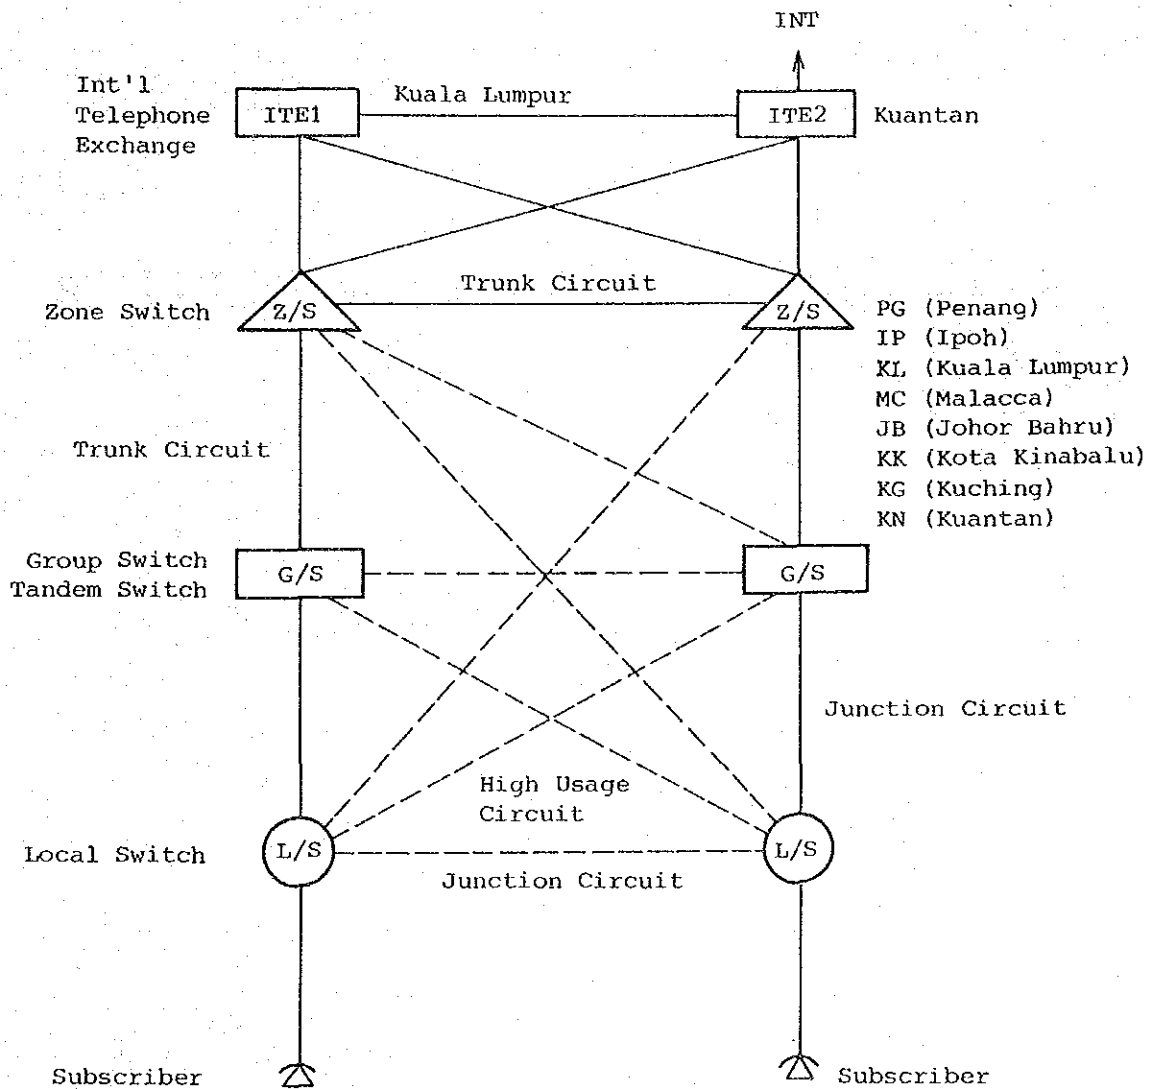 INT
Int'l
Telephone
Exchange
ITE1
Kuala Lumpur
ITE2
Kuantan
Zone Switch
Z/S
Trunk Circuit
Z/S
PG (Penang)
IP (Ipoh)
KL (Kuala Lumpur)
MC (Malacca)
JB (Johor Bahru)
KK (Kota Kinabalu)
KG (Kuching)
KN (Kuantan)
Trunk Circuit
Group Switch
Tandem Switch
G/S
G/S
Junction Circuit
High Usage
Circuit
Local Switch
L/S
L/S
Junction Circuit
Subscriber
Subscriber